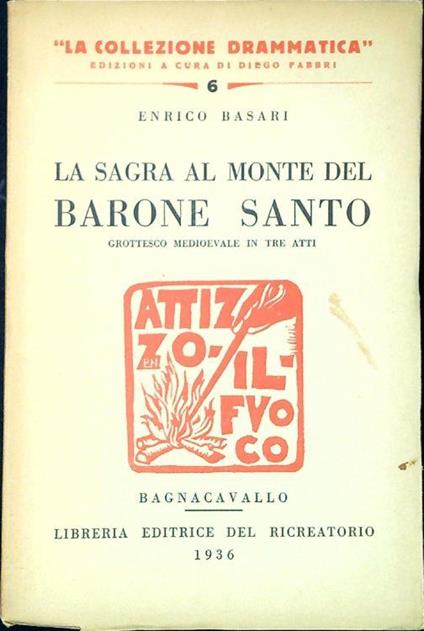 "LA COLLEZIONE DRAMMATICA"
EDIZIONI A CURA DI DIEGO FABBRI
6
ENRICO BASARI
LA SAGRA AL MONTE DEL
BARONE SANTO
GROTTESCO MEDIOEVALE IN TRE ATTI
ATTIZ
ZO-
IL-
FVO
CO
BAGNACAVALLO
LIBRERIA EDITRICE DEL RICREATORIO
1936